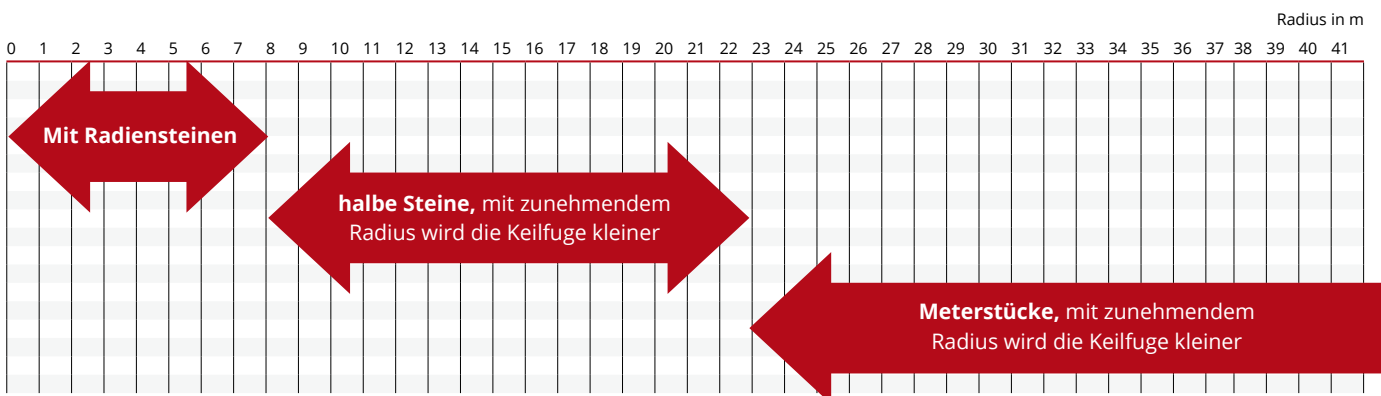 Radius in m
0 1 2 3 4 5 6 7 8 9 10 11 12 13 14 15 16 17 18 19 20 21 22 23 24 25 26 27 28 29 30 31 32 33 34 35 36 37 38 39 40 41
Mit Radiensteinen
halbe Steine, mit zunehmendem
Radius wird die Keilfuge kleiner
Meterstücke, mit zunehmendem
Radius wird die Keilfuge kleiner